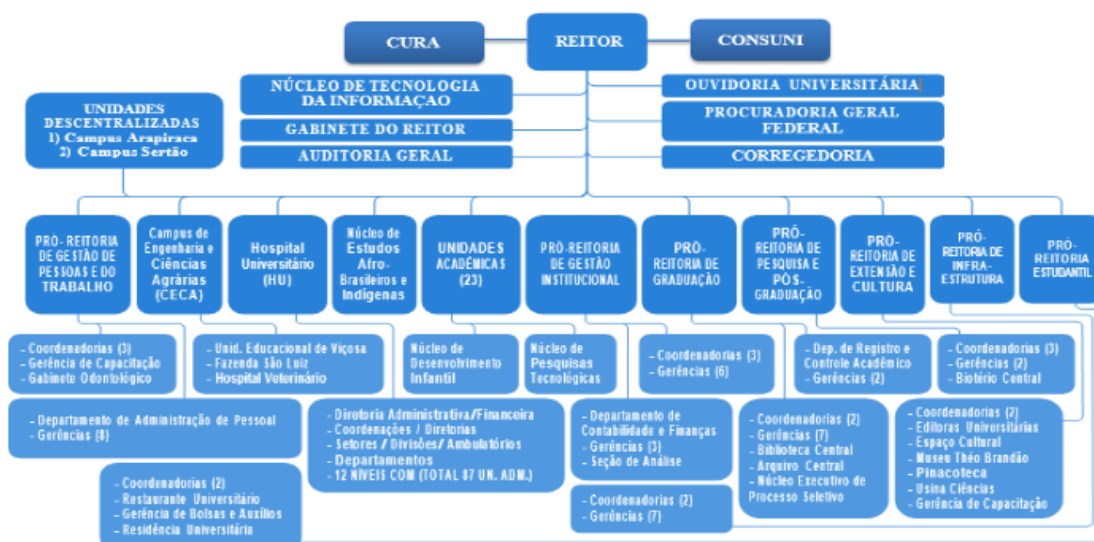 CURA
REITOR
CONSUNI
NÚCLEO DE TECNOLOGIA
DA INFORMAÇAO
OUVIDORIA UNIVERSITÁRIA
GABINETE DO REITOR
PROCURADORIA GERAL
FEDERAL
AUDITORIA GERAL
CORREGEDORIA
UNIDADES
DESCENTRALIZADAS
1) Campus Arapiraca
2) Campus Sertão
PRÓ- REITORIA
DE GESTÃO DE
PESSOAS E DO
TRABALHO
Campus de
Engenharia e
Ciências
Agrárias
(CECA)
Hospital
Universitário
(HU)
Núcleo de
Estudos
Afro-
Brasileiros e
Indígenas
UNIDADES
ACADÊMICAS
(23)
PRÓ-REITORIA
DE GESTÃO
INSTITUCIONAL
PRÓ-
REITORIA DE
GRADUAÇÃO
PRÓ-
REITORIA DE
PESQUISA E
PÓS-
GRADUAÇÃO
PRÓ-
REITORIA DE
EXTENSÃO E
CULTURA
PRÓ-
REITORIA DE
INFRA-
ESTRUTURA
PRÓ-
REITORIA
ESTUDANTIL
- Coordenadorias (3)
- Gerência de Capacitação
- Gabinete Odontológico
- Unid. Educacional de Viçosa
- Fazenda São Luiz
- Hospital Veterinário
Núcleo de
Desenvolvimento
Infantil
Núcleo de
Pesquisas
Tecnológicas
- Coordenadorias (3)
- Gerências (6)
- Dep. de Registro e
Controle Acadêmico
- Gerências (2)
- Coordenadorias (3)
- Gerências (2)
- Biotério Central
- Departamento de Administração de Pessoal
- Gerências (8)
- Diretoria Administrativa/Financeira
- Coordenações / Diretorias
- Setores / Divisões/ Ambulatórios
- Departamentos
- 12 NÍVEIS COM (TOTAL 87 UN. ADM.)
- Departamento de
Contabilidade e Finanças
- Gerências (3)
- Seção de Análise
- Coordenadorias (2)
- Gerências (7)
- Biblioteca Central
- Arquivo Central
- Núcleo Executivo de
Processo Seletivo
- Coordenadorias (2)
- Editoras Universitárias
- Espaço Cultural
- Museu Théo Brandão
- Pinacoteca
- Usina Ciências
- Gerência de Capacitação
- Coordenadorias (2)
- Restaurante Universitário
- Gerência de Bolsas e Auxílios
- Residência Universitária
- Coordenadorias (2)
- Gerências (7)